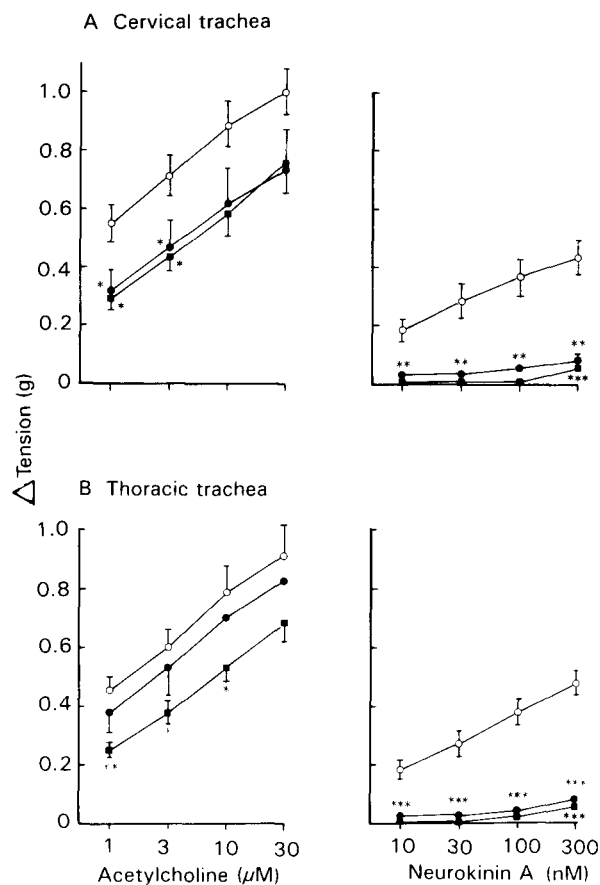 A Cervical trachea
1.0
0.8
0.6
0.4
0.2
0
*
*
*
*
** ** ** **
***
△ Tension (g)
B Thoracic trachea
1.0
0.8
0.6
0.4
0.2
0
**
*
*** *** *** ***
***
1 3 10 30
10 30 100 300
Acetylcholine (μM)
Neurokinin A (nM)